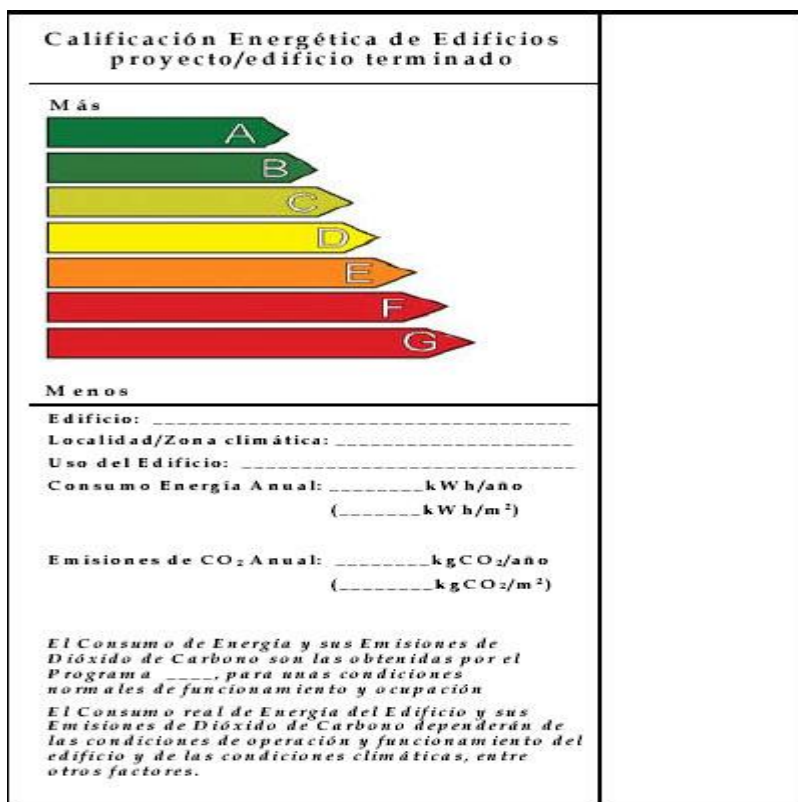 Calificación Energética de Edificios
proyecto/edificio terminado
Más
A
B
C
D
E
F
G
Menos
Edificio: ___________________________________
Localidad/Zona climática: ____________________
Uso del Edificio: ____________________________
Consumo Energía Anual: ________kWh/año
(_______kWh/m²)
Emisiones de CO₂ Anual: ________kgCO₂/año
(________kgCO₂/m²)
El Consumo de Energía y sus Emisiones de
Dióxido de Carbono son las obtenidas por el
Programa ____, para unas condiciones
normales de funcionamiento y ocupación
El Consumo real de Energía del Edificio y sus
Emisiones de Dióxido de Carbono dependerán de
las condiciones de operación y funcionamiento del
edificio y de las condiciones climáticas, entre
otros factores.